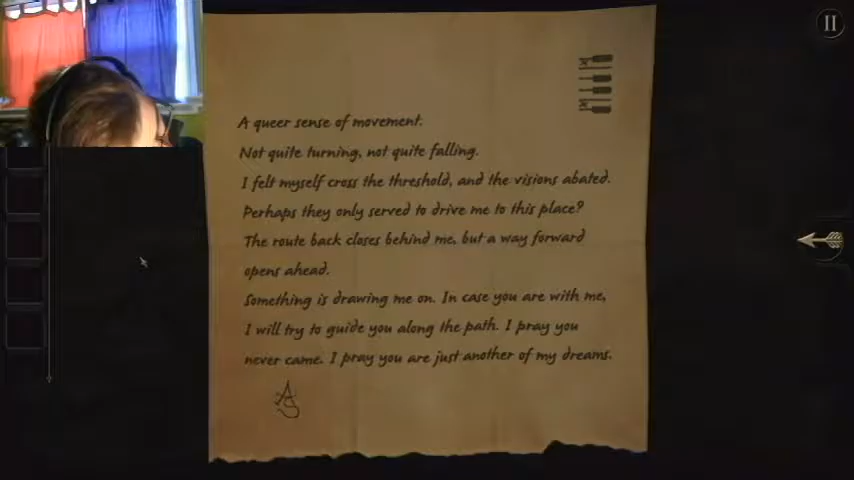 A queer sense of movement.
Not quite turning, not quite falling.
I felt myself cross the threshold, and the visions abated.
Perhaps they only served to drive me to this place?
The route back closes behind me, but a way forward
opens ahead.
Something is drawing me on. In case you are with me,
I will try to guide you along the path. I pray you
never came. I pray you are just another of my dreams.
AS